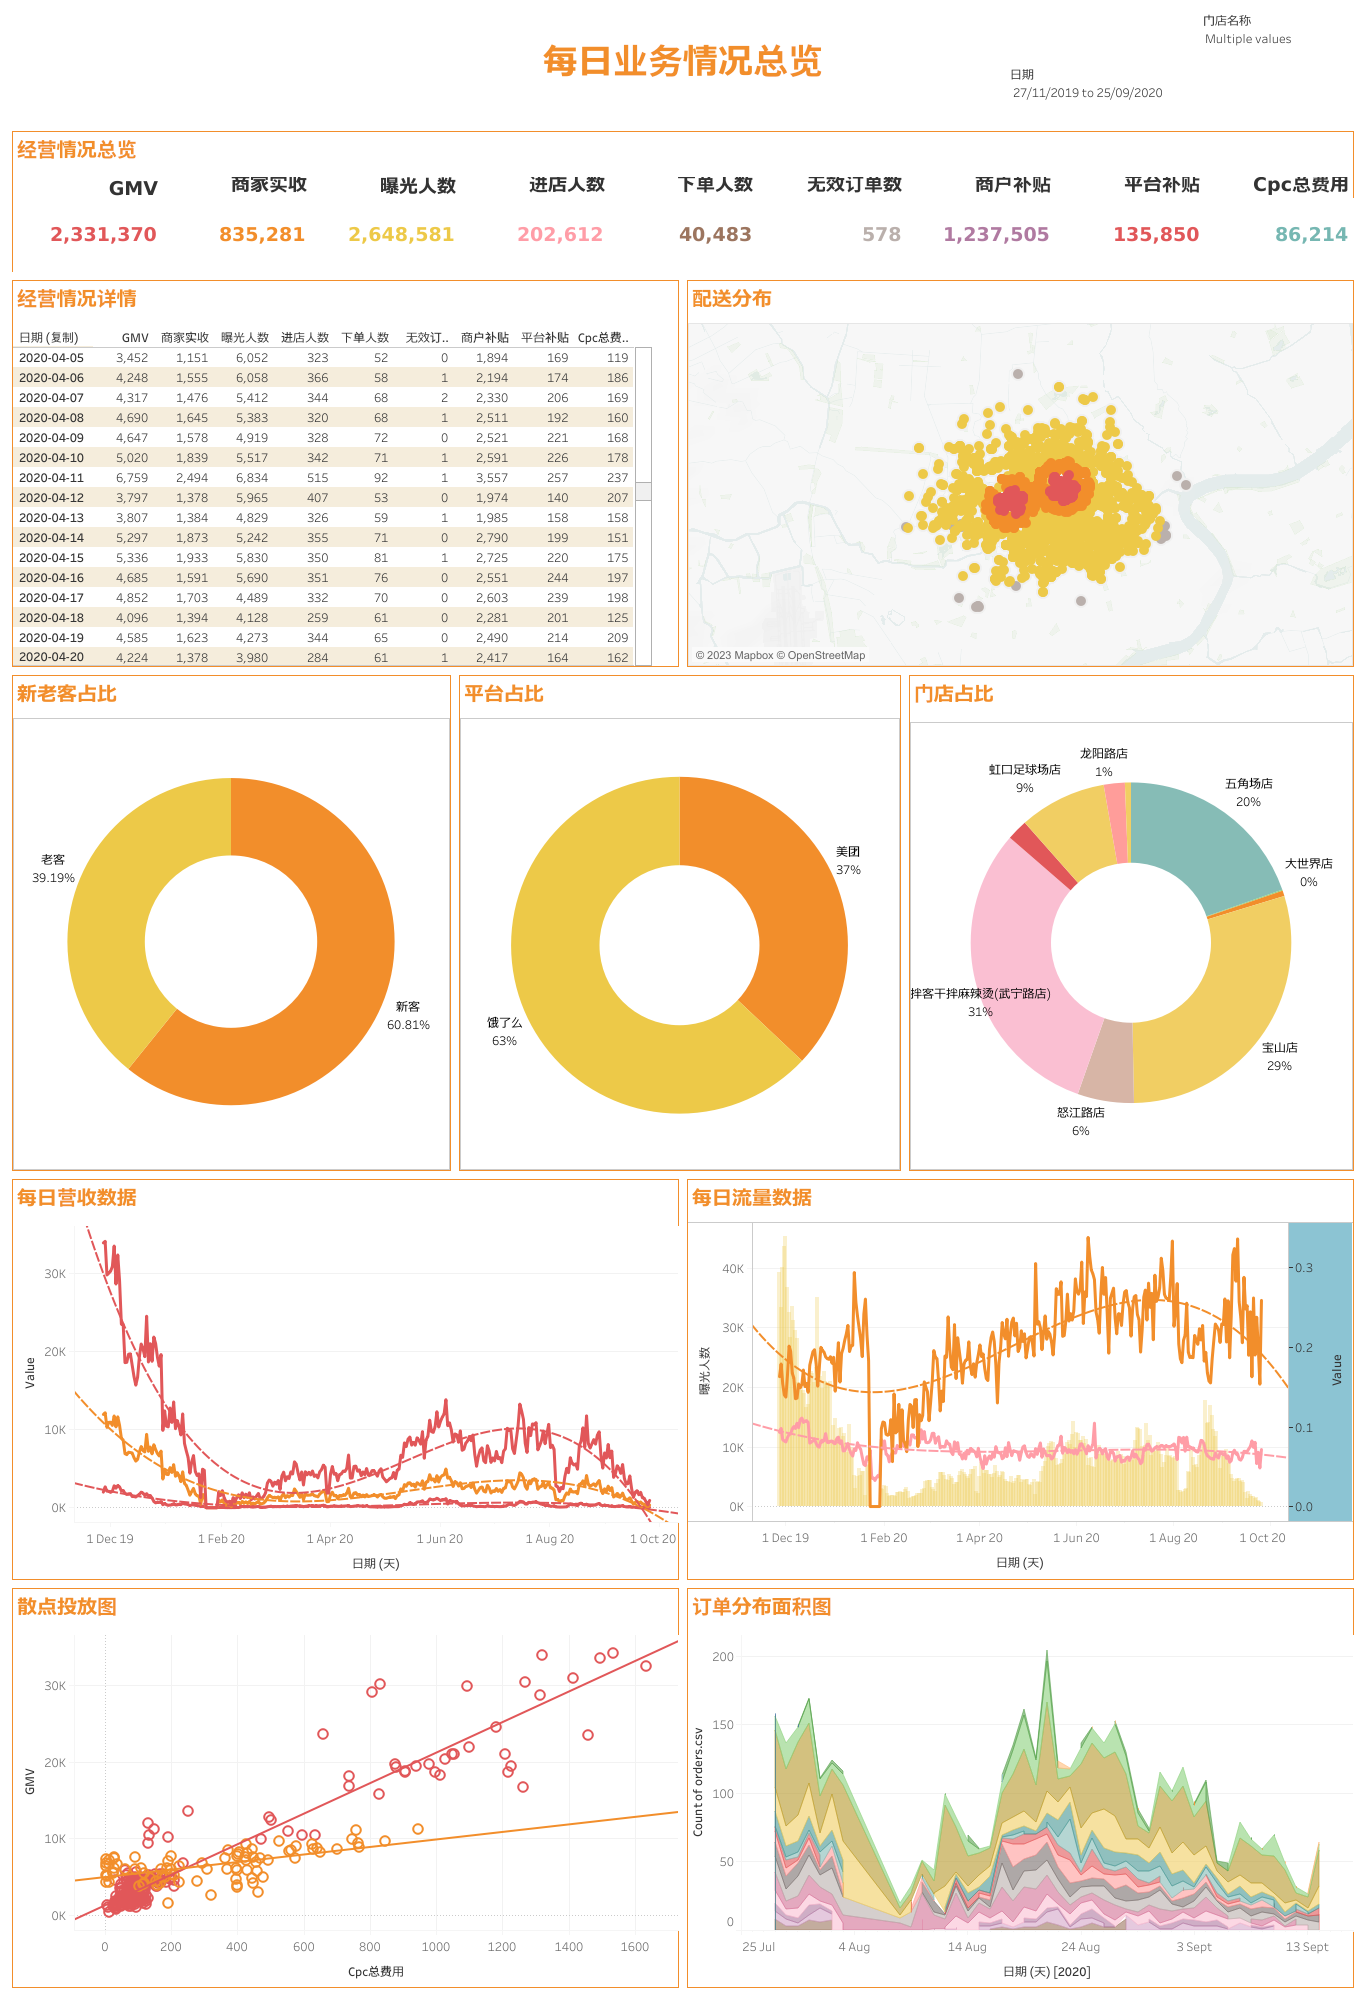 每日业务情况总览
门店名称
Multiple values
日期
27/11/2019 to 25/09/2020
经营情况总览
GMV 商家实收 曝光人数 进店人数 下单人数 无效订单数 商户补贴 平台补贴 Cpc总费用
2,331,370 835,281 2,648,581 202,612 40,483 578 1,237,505 135,850 86,214
经营情况详情
日期 (复制) GMV 商家实收 曝光人数 进店人数 下单人数 无效订.. 商户补贴 平台补贴 Cpc总费..
2020-04-05 3,452 1,151 6,052 323 52 0 1,894 169 119
2020-04-06 4,248 1,555 6,058 366 58 1 2,194 174 186
2020-04-07 4,317 1,476 5,412 344 68 2 2,330 206 169
2020-04-08 4,690 1,645 5,383 320 68 1 2,511 192 160
2020-04-09 4,647 1,578 4,919 328 72 0 2,521 221 168
2020-04-10 5,020 1,839 5,517 342 71 1 2,591 226 178
2020-04-11 6,759 2,494 6,834 515 92 1 3,557 257 237
2020-04-12 3,797 1,378 5,965 407 53 0 1,974 140 207
2020-04-13 3,807 1,384 4,829 326 59 1 1,985 158 158
2020-04-14 5,297 1,873 5,242 355 71 0 2,790 199 151
2020-04-15 5,336 1,933 5,830 350 81 1 2,725 220 175
2020-04-16 4,685 1,591 5,690 351 76 0 2,551 244 197
2020-04-17 4,852 1,703 4,489 332 70 0 2,603 239 198
2020-04-18 4,096 1,394 4,128 259 61 0 2,281 201 125
2020-04-19 4,585 1,623 4,273 344 65 0 2,490 214 209
2020-04-20 4,224 1,378 3,980 284 61 1 2,417 164 162
配送分布
© 2023 Mapbox © OpenStreetMap
新老客占比
老客
39.19%
新客
60.81%
平台占比
美团
37%
饿了么
63%
门店占比
龙阳路店
1%
虹口足球场店
9%
五角场店
20%
大世界店
0%
拌客干拌麻辣烫(武宁路店)
31%
宝山店
29%
怒江路店
6%
每日营收数据
Value
30K
20K
10K
0K
1 Dec 19 1 Feb 20 1 Apr 20 1 Jun 20 1 Aug 20 1 Oct 20
日期 (天)
每日流量数据
曝光人数
40K
30K
20K
10K
0K
0.3
0.2
0.1
0.0
Value
1 Dec 19 1 Feb 20 1 Apr 20 1 Jun 20 1 Aug 20 1 Oct 20
日期 (天)
散点投放图
GMV
30K
20K
10K
0K
0 200 400 600 800 1000 1200 1400 1600
Cpc总费用
订单分布面积图
Count of orders.csv
200
150
100
50
0
25 Jul 4 Aug 14 Aug 24 Aug 3 Sept 13 Sept
日期 (天) [2020]